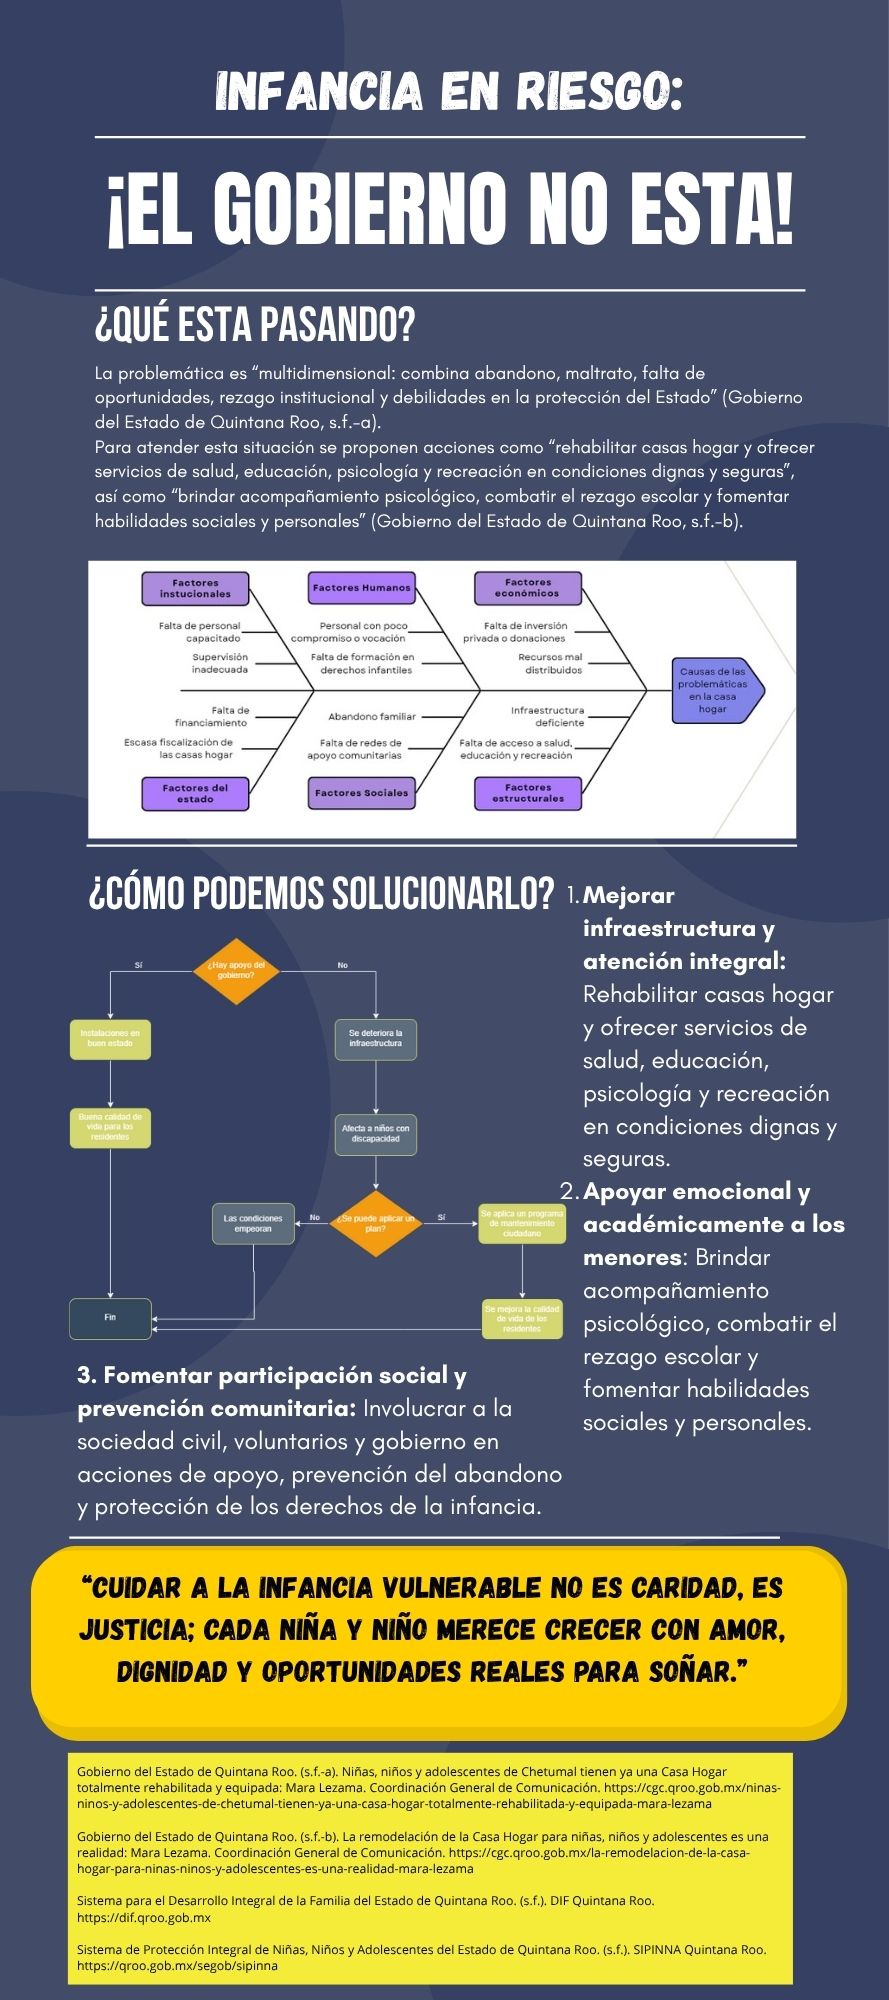 INFANCIA EN RIESGO:
¡EL GOBIERNO NO ESTA!
¿QUÉ ESTA PASANDO?
La problemática es “multidimensional: combina abandono, maltrato, falta de
oportunidades, rezago institucional y debilidades en la protección del Estado” (Gobierno
del Estado de Quintana Roo, s.f.-a).
Para atender esta situación se proponen acciones como “rehabilitar casas hogar y ofrecer
servicios de salud, educación, psicología y recreación en condiciones dignas y seguras”,
así como “brindar acompañamiento psicológico, combatir el rezago escolar y fomentar
habilidades sociales y personales” (Gobierno del Estado de Quintana Roo, s.f.-b).
Factores
instucionales
Falta de personal
capacitado
Supervisión
inadecuada
Factores Humanos
Personal con poco
compromiso o vocación
Falta de formación en
derechos infantiles
Factores
económicos
Falta de inversión
privada o donaciones
Recursos mal
distribuidos
Causas de las
problemáticas
en la casa
hogar
Falta de
financiamiento
Escasa fiscalización de
las casas hogar
Factores del
estado
Abandono familiar
Falta de redes de
apoyo comunitarias
Factores Sociales
Infraestructura
deficiente
Falta de acceso a salud,
educación y recreación
Factores
estructurales
¿CÓMO PODEMOS SOLUCIONARLO?
¿Hay apoyo del
gobierno?
Sí
No
Instalaciones en
buen estado
Se deteriora la
infraestructura
Buena calidad de
vida para los
residentes
Afecta a niños con
discapacidad
Las condiciones
empeoran
No
¿Se puede aplicar un
plan?
Sí
Se aplica un programa
de mantenimiento
ciudadano
Fin
Se mejora la calidad
de vida de los
residentes
1. Mejorar
infraestructura y
atención integral:
Rehabilitar casas hogar
y ofrecer servicios de
salud, educación,
psicología y recreación
en condiciones dignas y
seguras.
2. Apoyar emocional y
académicamente a los
menores: Brindar
acompañamiento
psicológico, combatir el
rezago escolar y
fomentar habilidades
sociales y personales.
3. Fomentar participación social y
prevención comunitaria: Involucrar a la
sociedad civil, voluntarios y gobierno en
acciones de apoyo, prevención del abandono
y protección de los derechos de la infancia.
“CUIDAR A LA INFANCIA VULNERABLE NO ES CARIDAD, ES
JUSTICIA; CADA NIÑA Y NIÑO MERECE CRECER CON AMOR,
DIGNIDAD Y OPORTUNIDADES REALES PARA SOÑAR.”
Gobierno del Estado de Quintana Roo. (s.f.-a). Niñas, niños y adolescentes de Chetumal tienen ya una Casa Hogar
totalmente rehabilitada y equipada: Mara Lezama. Coordinación General de Comunicación. https://cgc.qroo.gob.mx/ninas-
ninos-y-adolescentes-de-chetumal-tienen-ya-una-casa-hogar-totalmente-rehabilitada-y-equipada-mara-lezama
Gobierno del Estado de Quintana Roo. (s.f.-b). La remodelación de la Casa Hogar para niñas, niños y adolescentes es una
realidad: Mara Lezama. Coordinación General de Comunicación. https://cgc.qroo.gob.mx/la-remodelacion-de-la-casa-
hogar-para-ninas-ninos-y-adolescentes-es-una-realidad-mara-lezama
Sistema para el Desarrollo Integral de la Familia del Estado de Quintana Roo. (s.f.). DIF Quintana Roo.
https://dif.qroo.gob.mx
Sistema de Protección Integral de Niñas, Niños y Adolescentes del Estado de Quintana Roo. (s.f.). SIPINNA Quintana Roo.
https://qroo.gob.mx/segob/sipinna